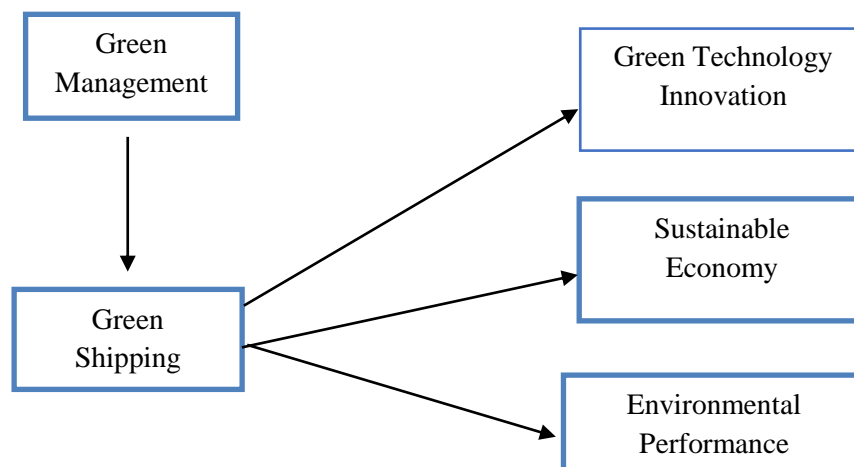 Green
Management
Green Technology
Innovation
Sustainable
Economy
Green
Shipping
Environmental
Performance